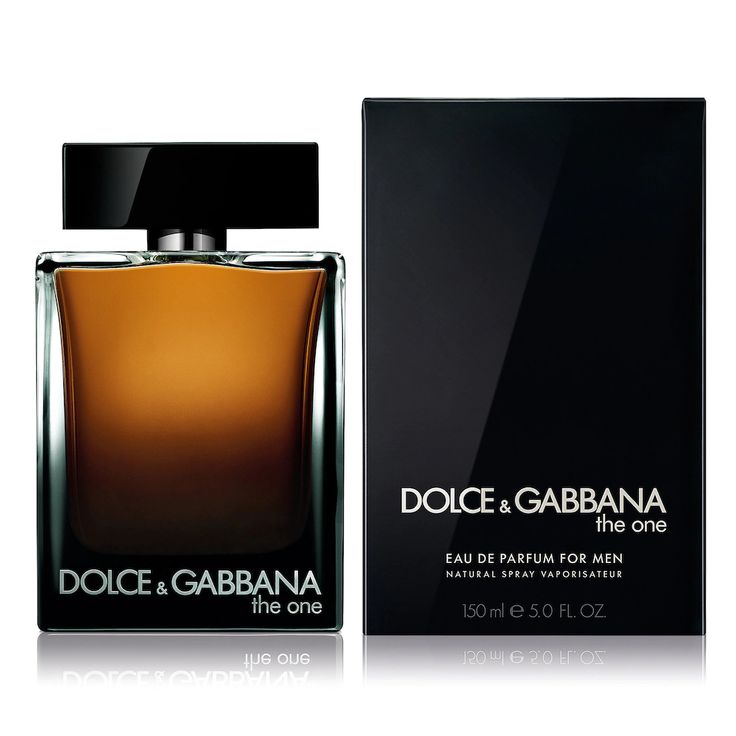 DOLCE & GABBANA
the one
DOLCE & GABBANA
the one
EAU DE PARFUM FOR MEN
NATURAL SPRAY VAPORISATEUR
150 ml ℮ 5.0 FL. OZ.